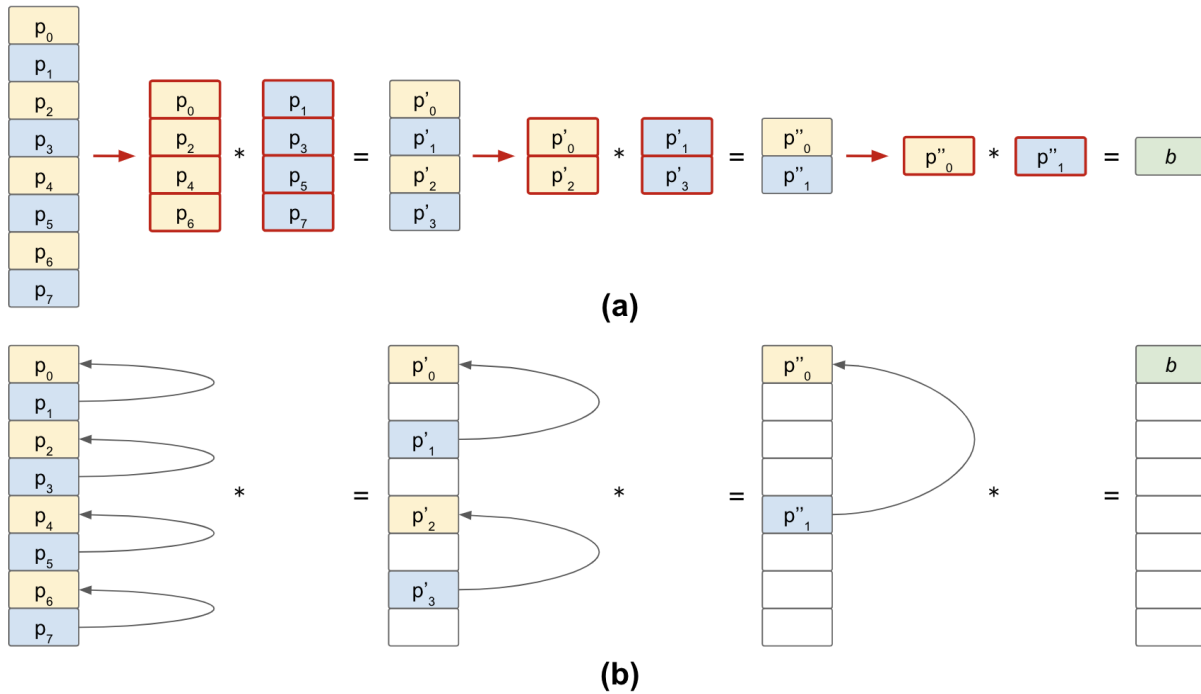 p₀
p₁
p₂
p₃
p₄
p₅
p₆
p₇
p₀ * p₁ = p'₀
p₂ p₃ p'₁
p₄ p₅ p'₂
p₆ p₇ p'₃
p'₀ * p'₁ = p''₀
p'₂ p'₃ p''₁
p''₀ * p''₁ = b
(a)
p₀ p'₀ p''₀ b
p₁
p₂ p'₁
p₃
* = * = * =
p₄ p'₂ p''₁
p₅
p₆ p'₃
p₇
(b)